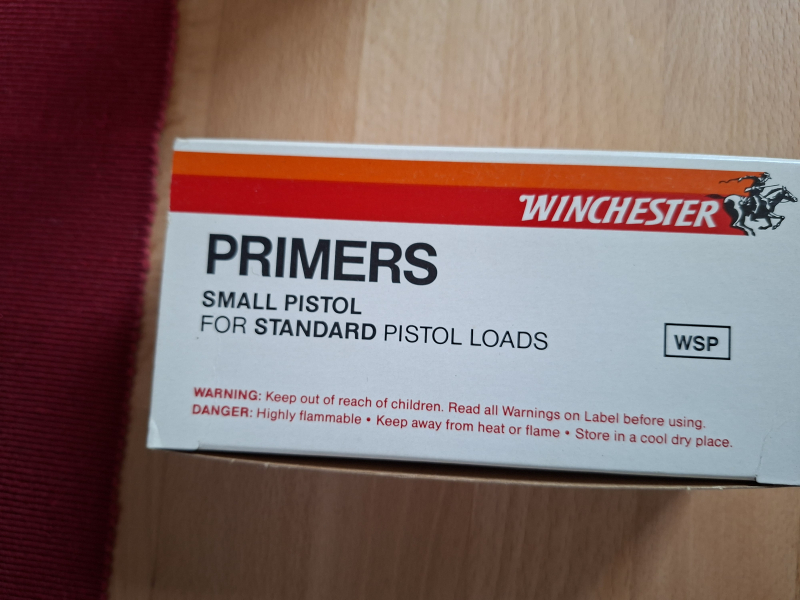 WINCHESTER
PRIMERS
SMALL PISTOL
FOR STANDARD PISTOL LOADS
WSP
WARNING: Keep out of reach of children. Read all Warnings on Label before using.
DANGER: Highly flammable • Keep away from heat or flame • Store in a cool dry place.